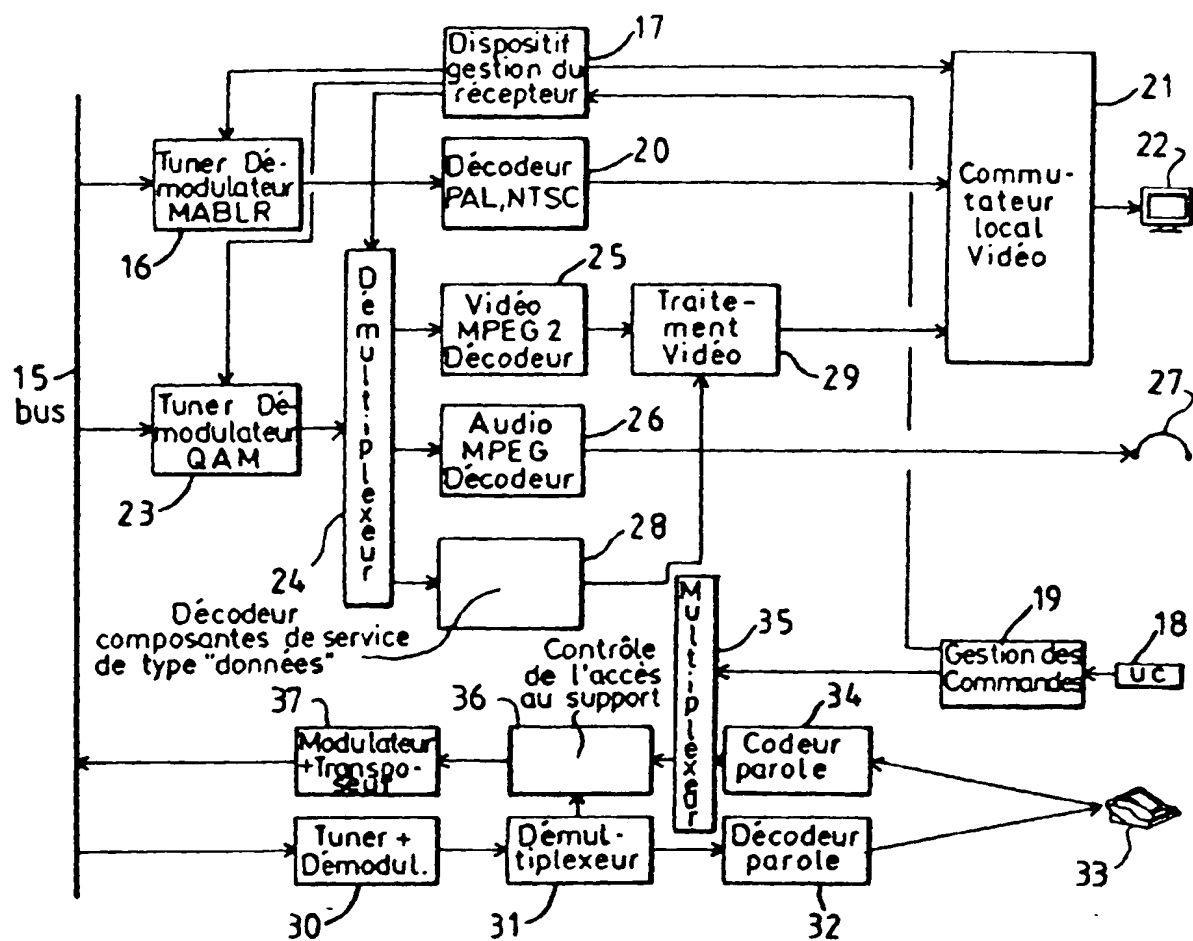 Dispositif
gestion du
récepteur
17
21
Tuner Dé-
modulateur
MABLR
16
Décodeur
PAL,NTSC
20
Commu-
tateur
local
Vidéo
22
Démultiplexeur
24
25
Vidéo
MPEG 2
Décodeur
Traite-
ment
Vidéo
29
15
bus
Tuner Dé-
modulateur
QAM
23
Audio
MPEG
Décodeur
26
27
28
Décodeur
composantes de service
de type "données"
Contrôle
de l'accès
au support
36
Multiplexeur
35
19
Gestion des
Commandes
18
UC
37
Modulateur
+Transpo-
seur
34
Codeur
parole
Tuner +
Démodul.
30
Démul-
tiplexeur
31
Décodeur
parole
32
33